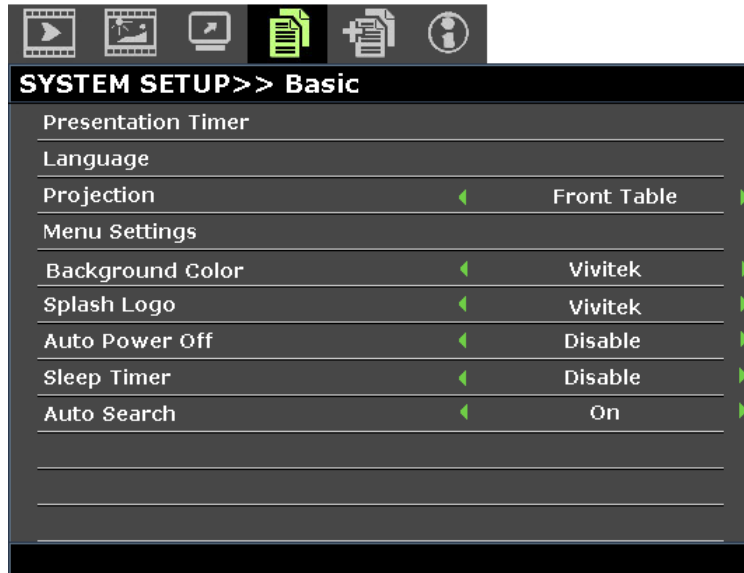 SYSTEM SETUP>> Basic
Presentation Timer
Language
Projection Front Table
Menu Settings
Background Color Vivitek
Splash Logo Vivitek
Auto Power Off Disable
Sleep Timer Disable
Auto Search On